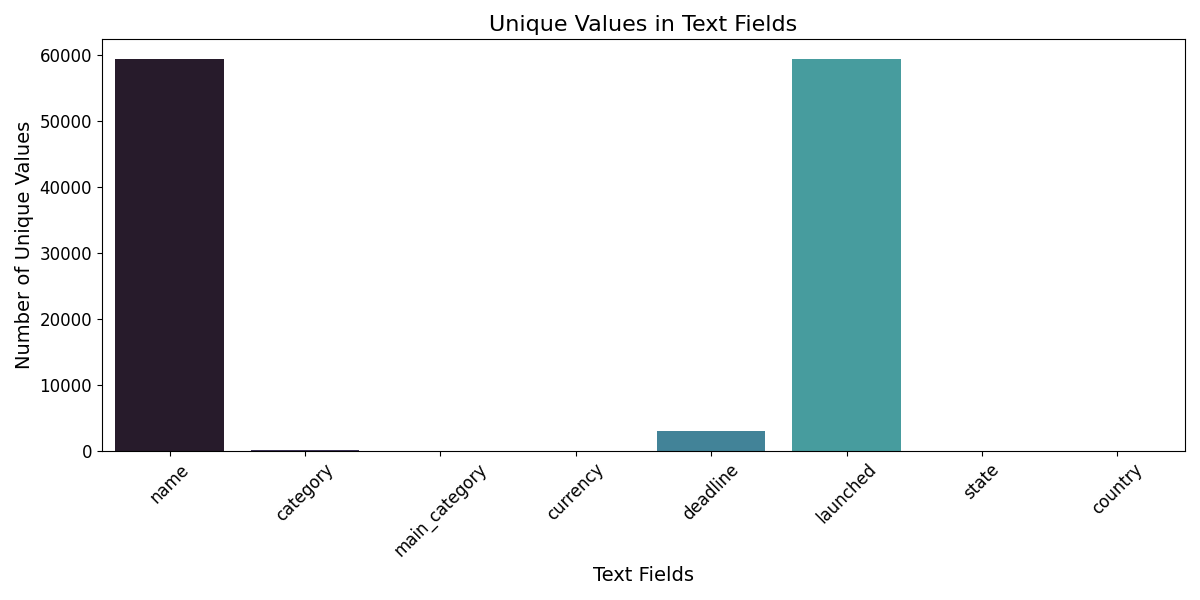 Unique Values in Text Fields
Number of Unique Values
60000
50000
40000
30000
20000
10000
0
name
category
main_category
currency
deadline
launched
state
country
Text Fields